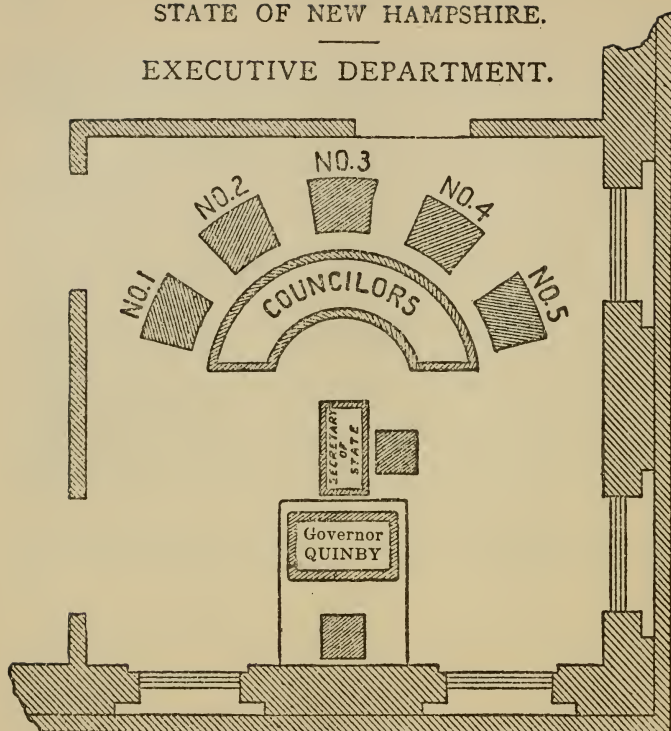 STATE OF NEW HAMPSHIRE.
EXECUTIVE DEPARTMENT.
NO.1
NO.2
NO.3
NO.4
NO.5
COUNCILORS
SECRETARY
OF
STATE
Governor
QUINBY